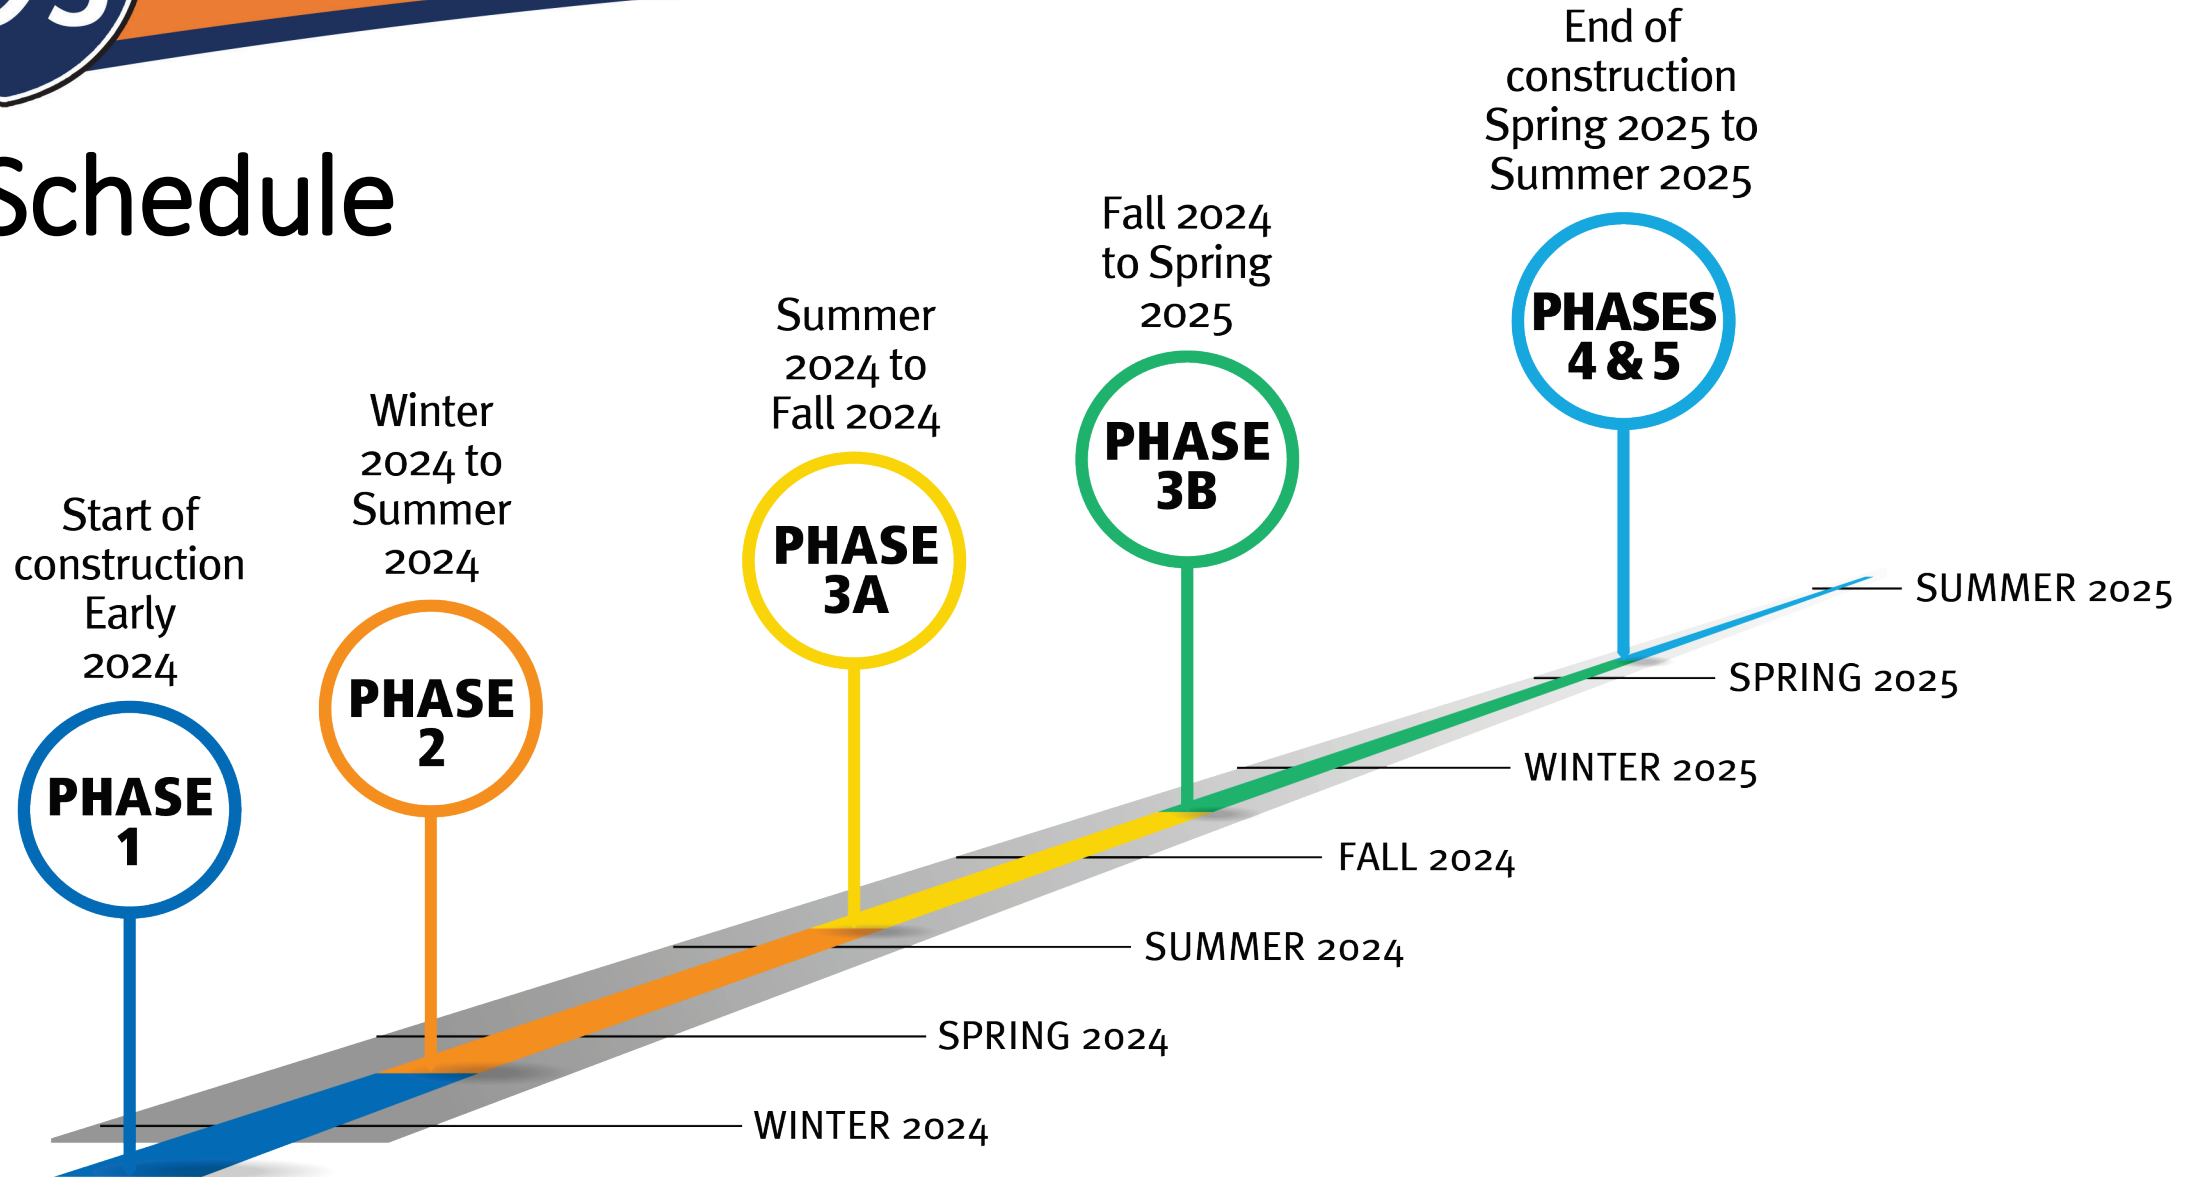 Schedule
Start of
construction
Early
2024
PHASE
1
Winter
2024 to
Summer
2024
PHASE
2
Summer
2024 to
Fall 2024
PHASE
3A
Fall 2024
to Spring
2025
PHASE
3B
End of
construction
Spring 2025 to
Summer 2025
PHASES
4 & 5
SUMMER 2025
SPRING 2025
WINTER 2025
FALL 2024
SUMMER 2024
SPRING 2024
WINTER 2024